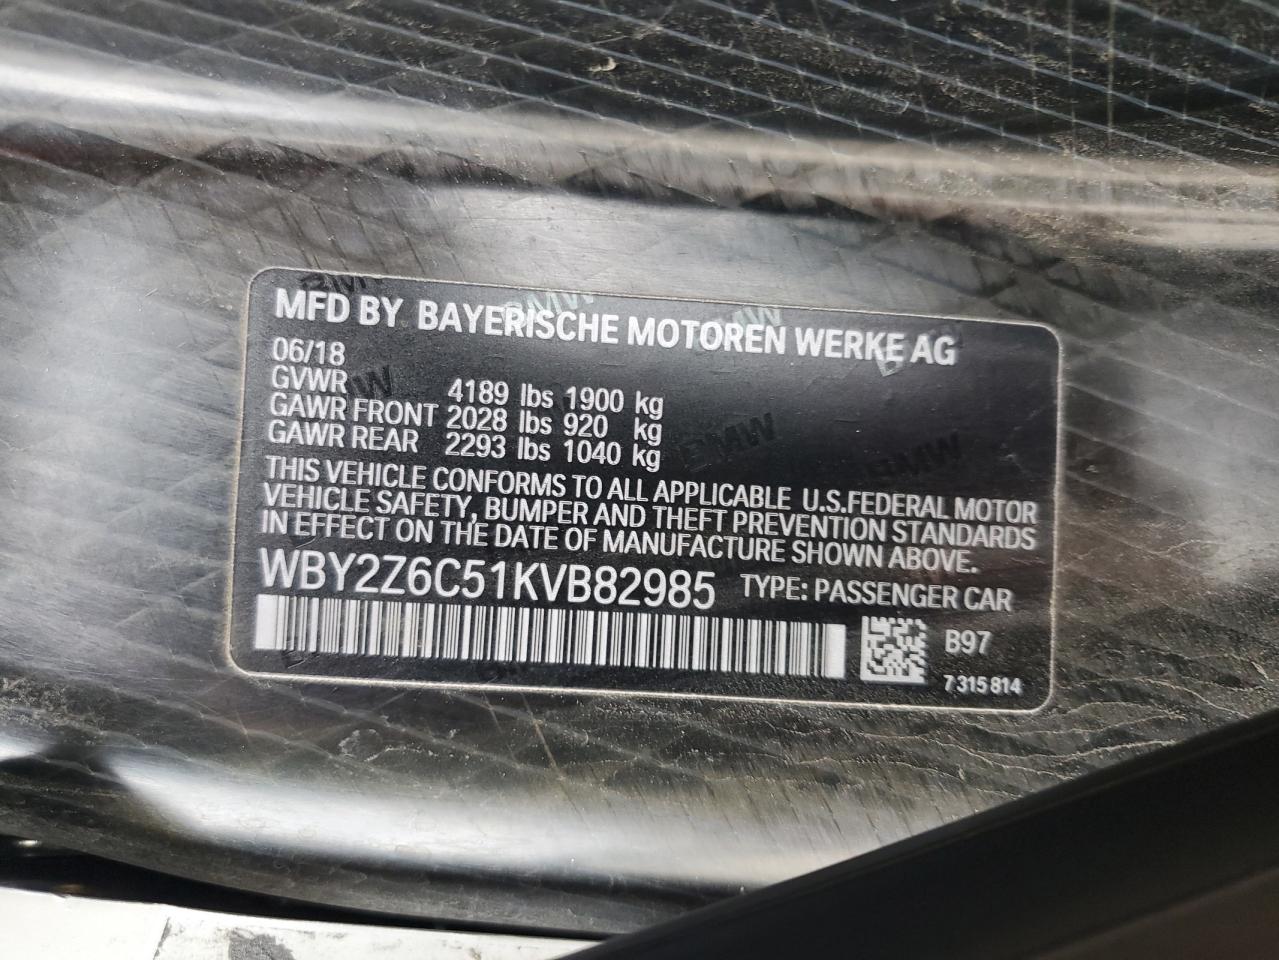 MFD BY BAYERISCHE MOTOREN WERKE AG
06/18
GVWR 4189 lbs 1900 kg
GAWR FRONT 2028 lbs 920 kg
GAWR REAR 2293 lbs 1040 kg
THIS VEHICLE CONFORMS TO ALL APPLICABLE U.S.FEDERAL MOTOR
VEHICLE SAFETY, BUMPER AND THEFT PREVENTION STANDARDS
IN EFFECT ON THE DATE OF MANUFACTURE SHOWN ABOVE.
WBY2Z6C51KVB82985 TYPE: PASSENGER CAR
B97
7 315 814